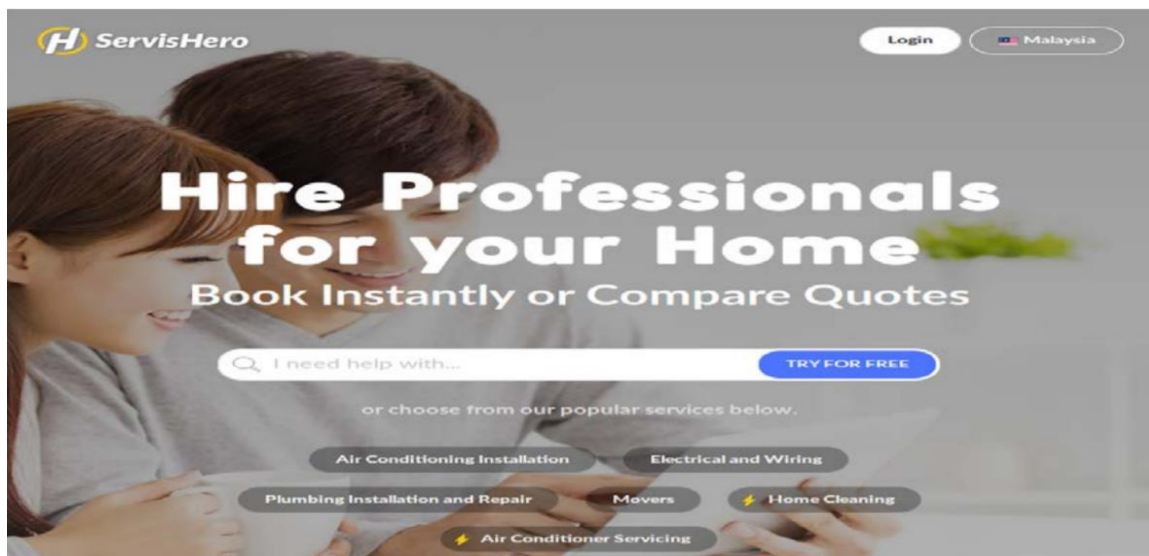 ServisHero
Login
Malaysia
Hire Professionals
for your Home
Book Instantly or Compare Quotes
I need help with...
TRY FOR FREE
or choose from our popular services below.
Air Conditioning Installation
Electrical and Wiring
Plumbing Installation and Repair
Movers
Home Cleaning
Air Conditioner Servicing